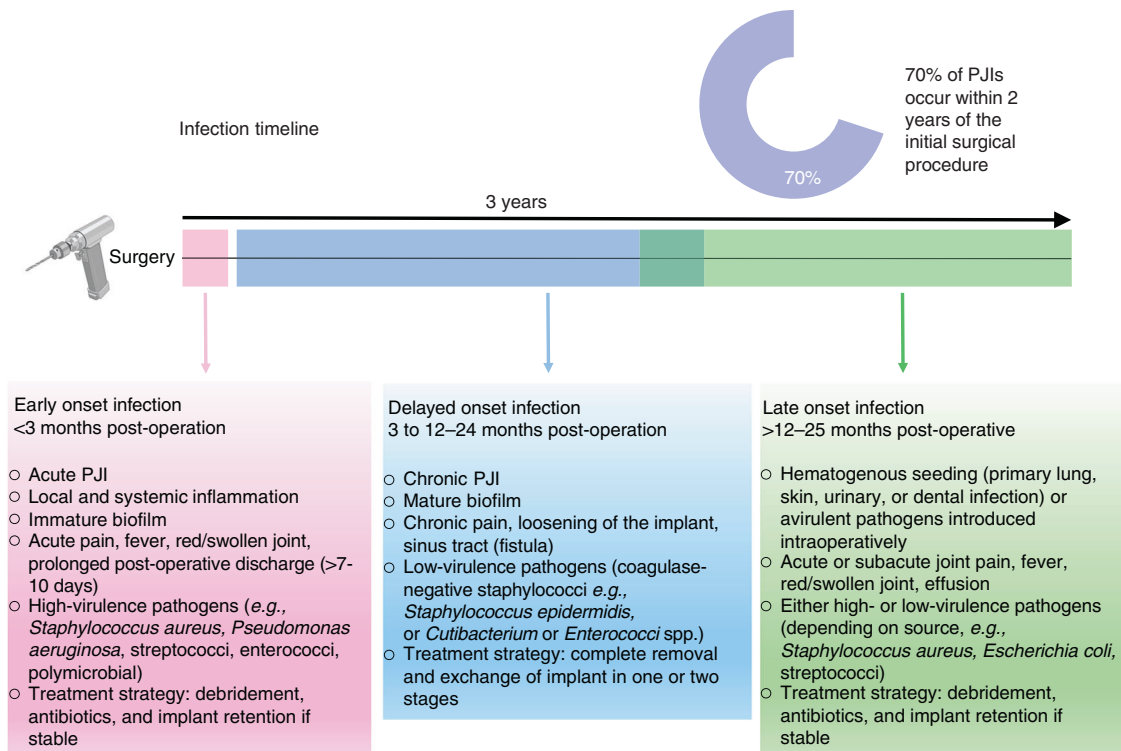 70% of PJIs
occur within 2
years of the
initial surgical
procedure
70%
Infection timeline
3 years
Surgery
Early onset infection
<3 months post-operation
○ Acute PJI
○ Local and systemic inflammation
○ Immature biofilm
○ Acute pain, fever, red/swollen joint,
prolonged post-operative discharge (>7-
10 days)
○ High-virulence pathogens (e.g.,
Staphylococcus aureus, Pseudomonas
aeruginosa, streptococci, enterococci,
polymicrobial)
○ Treatment strategy: debridement,
antibiotics, and implant retention if
stable
Delayed onset infection
3 to 12–24 months post-operation
○ Chronic PJI
○ Mature biofilm
○ Chronic pain, loosening of the implant,
sinus tract (fistula)
○ Low-virulence pathogens (coagulase-
negative staphylococci e.g.,
Staphylococcus epidermidis,
or Cutibacterium or Enterococci spp.)
○ Treatment strategy: complete removal
and exchange of implant in one or two
stages
Late onset infection
>12–25 months post-operative
○ Hematogenous seeding (primary lung,
skin, urinary, or dental infection) or
avirulent pathogens introduced
intraoperatively
○ Acute or subacute joint pain, fever,
red/swollen joint, effusion
○ Either high- or low-virulence pathogens
(depending on source, e.g.,
Staphylococcus aureus, Escherichia coli,
streptococci)
○ Treatment strategy: debridement,
antibiotics, and implant retention if
stable